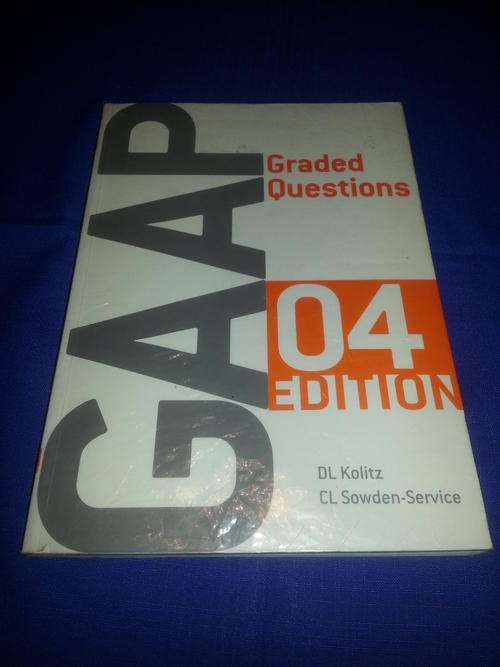 GAAP
Graded
Questions
04
EDITION
DL Kolitz
CL Sowden-Service